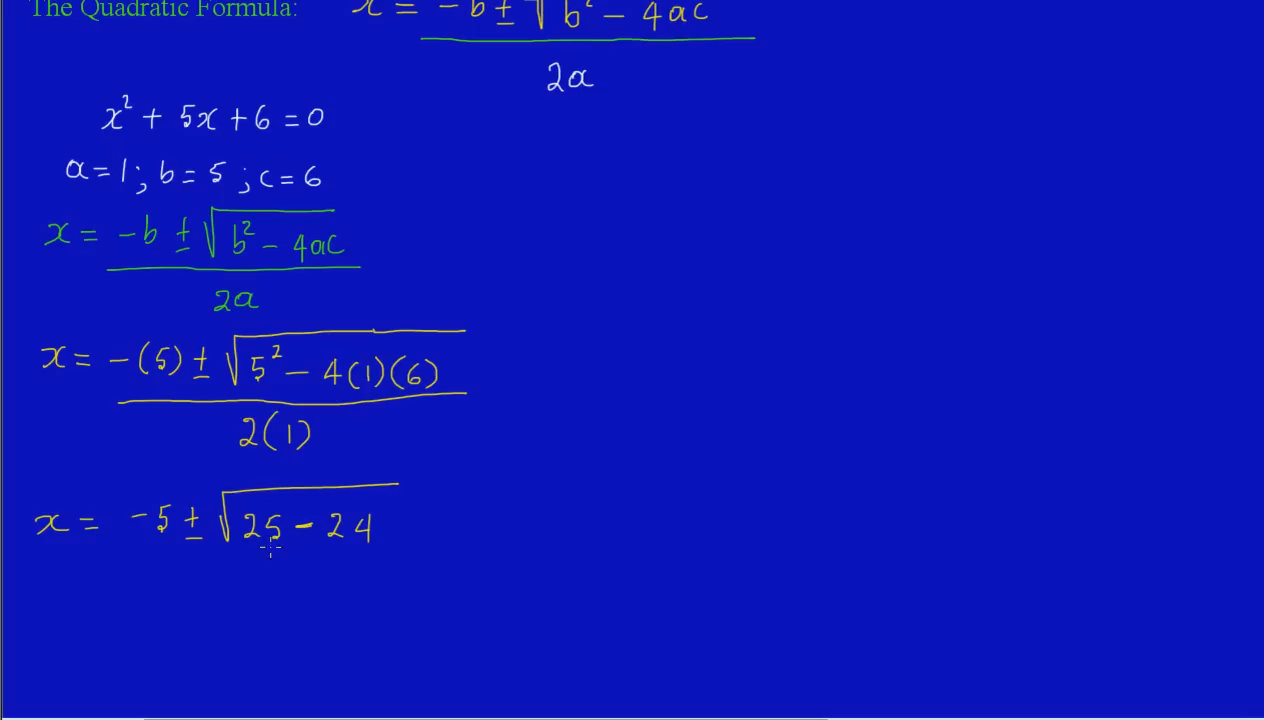 The Quadratic Formula: x = -b ± √b² - 4ac
2a
x² + 5x + 6 = 0
a = 1; b = 5; c = 6
x = -b ± √b² - 4ac
2a
x = -(5) ± √5² - 4(1)(6)
2(1)
x = -5 ± √25 - 24